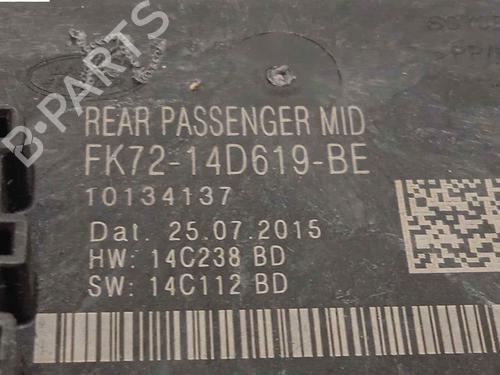 REAR PASSENGER MID
FK72-14D619-BE
10134137
Dat. 25.07.2015
HW: 14C238 BD
SW: 14C112 BD
B-PARTS